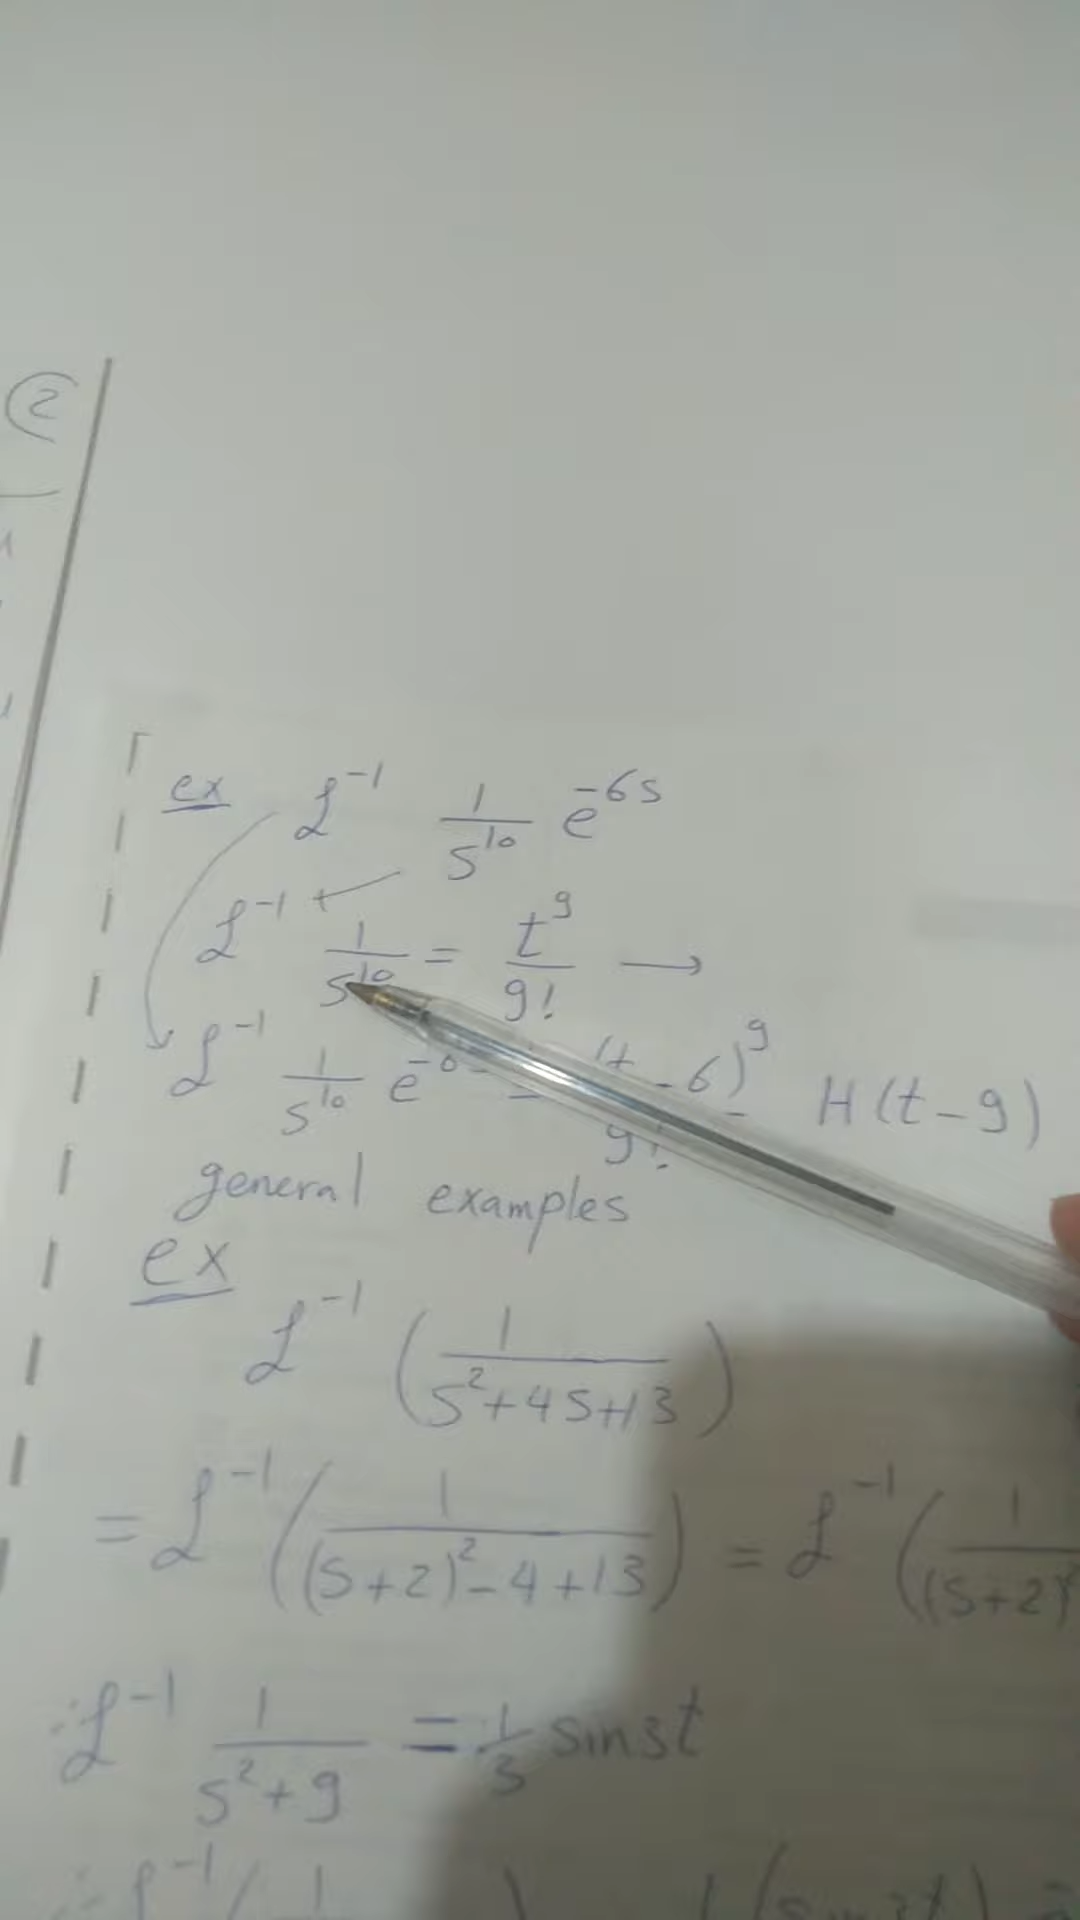 2
ex ℒ⁻¹ 1/s¹⁰ e⁻⁶ˢ
ℒ⁻¹ 1/s¹⁰ = t⁹/9! →
ℒ⁻¹ 1/s¹⁰ e⁻ = (t-6)⁹/9! H(t-9)
general examples
ex
ℒ⁻¹ (1/(s²+4s+13))
= ℒ⁻¹ (1/((s+2)²-4+13)) = ℒ⁻¹ (1/((s+2)
∴ ℒ⁻¹ 1/(s²+9) = 1/3 sin3t